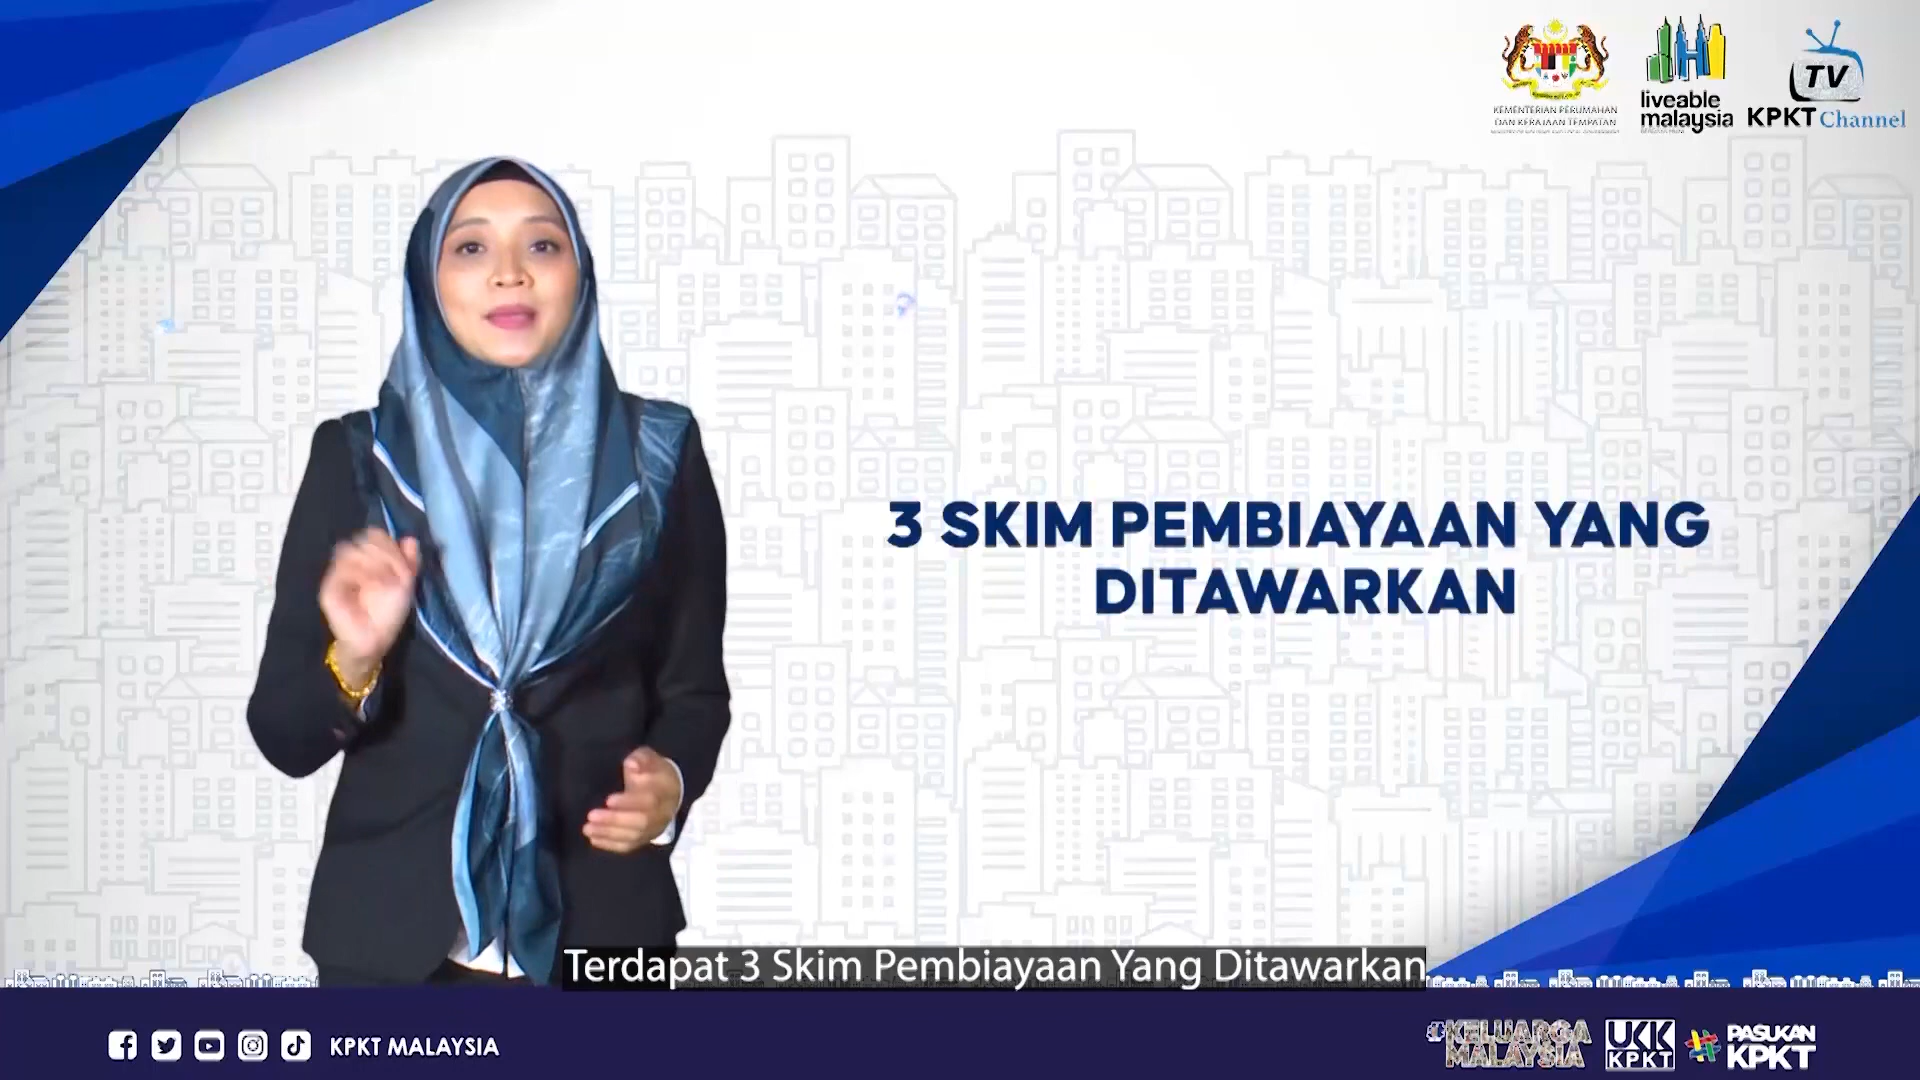 KEMENTERIAN PERUMAHAN
DAN KERAJAAN TEMPATAN
liveable
malaysia
TV
KPKT Channel
3 SKIM PEMBIAYAAN YANG
DITAWARKAN
Terdapat 3 Skim Pembiayaan Yang Ditawarkan
KPKT MALAYSIA
#KELUARGA
MALAYSIA
UKK
KPKT
PASUKAN
KPKT